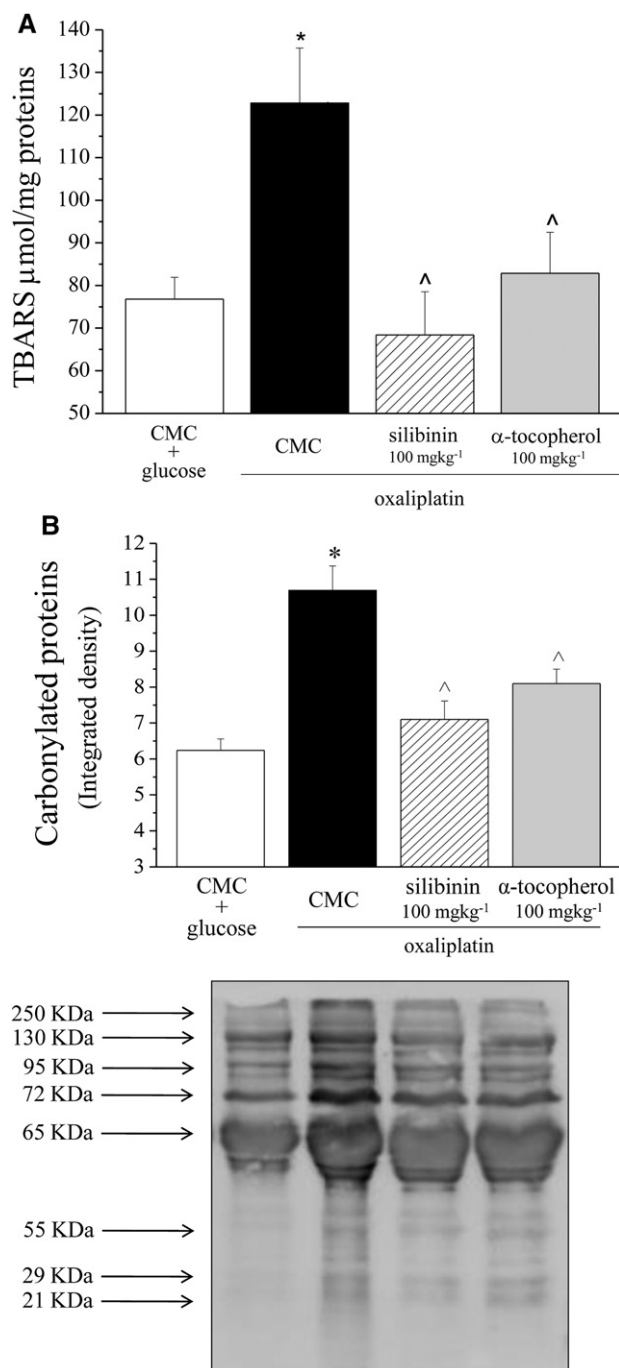 A
TBARS µmol/mg proteins
140
130
120
110
100
90
80
70
60
50
*
^
^
CMC
+
glucose
CMC
silibinin
100 mgkg-1
α-tocopherol
100 mgkg-1
oxaliplatin
B
Carbonylated proteins
(Integrated density)
12
11
10
9
8
7
6
5
4
3
*
^
^
CMC
+
glucose
CMC
silibinin
100 mgkg-1
α-tocopherol
100 mgkg-1
oxaliplatin
250 KDa
130 KDa
95 KDa
72 KDa
65 KDa
55 KDa
29 KDa
21 KDa